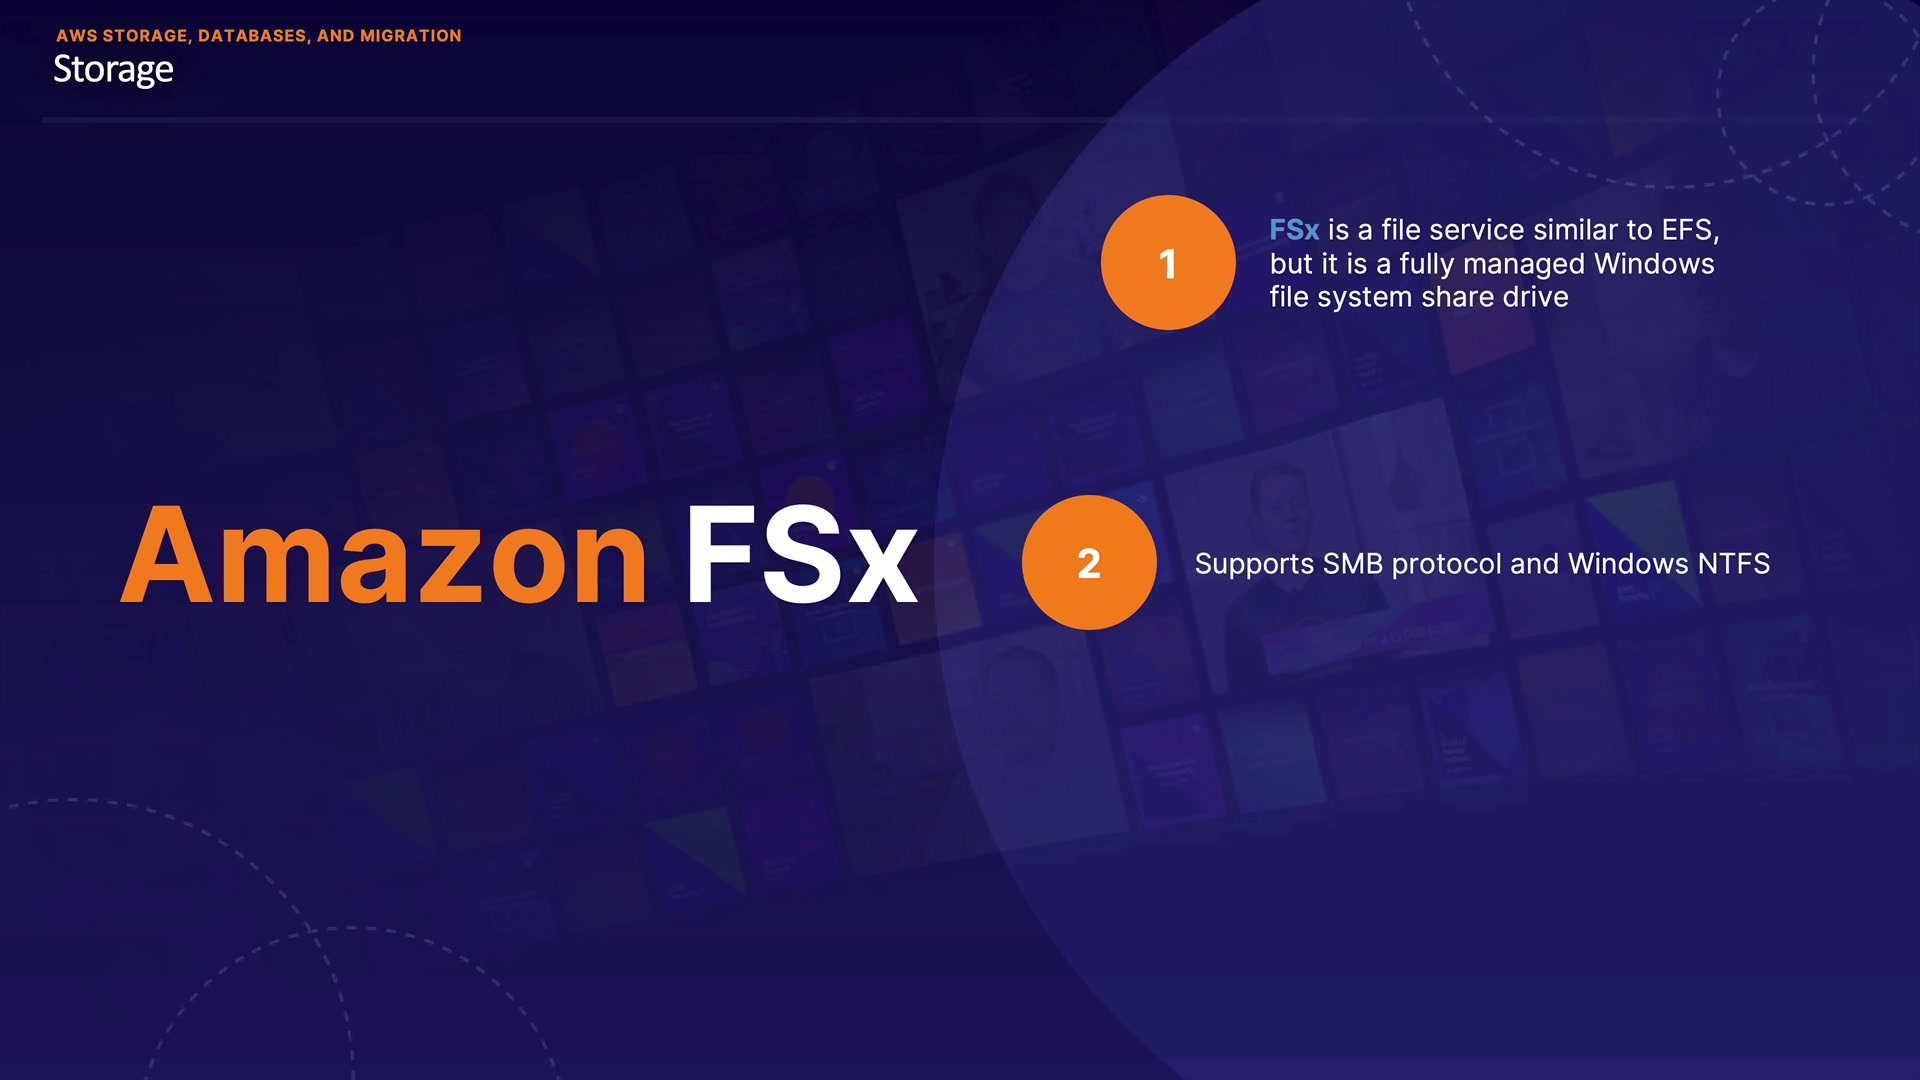 AWS STORAGE, DATABASES, AND MIGRATION
Storage
Amazon FSx
1
FSx is a file service similar to EFS,
but it is a fully managed Windows
file system share drive
2
Supports SMB protocol and Windows NTFS